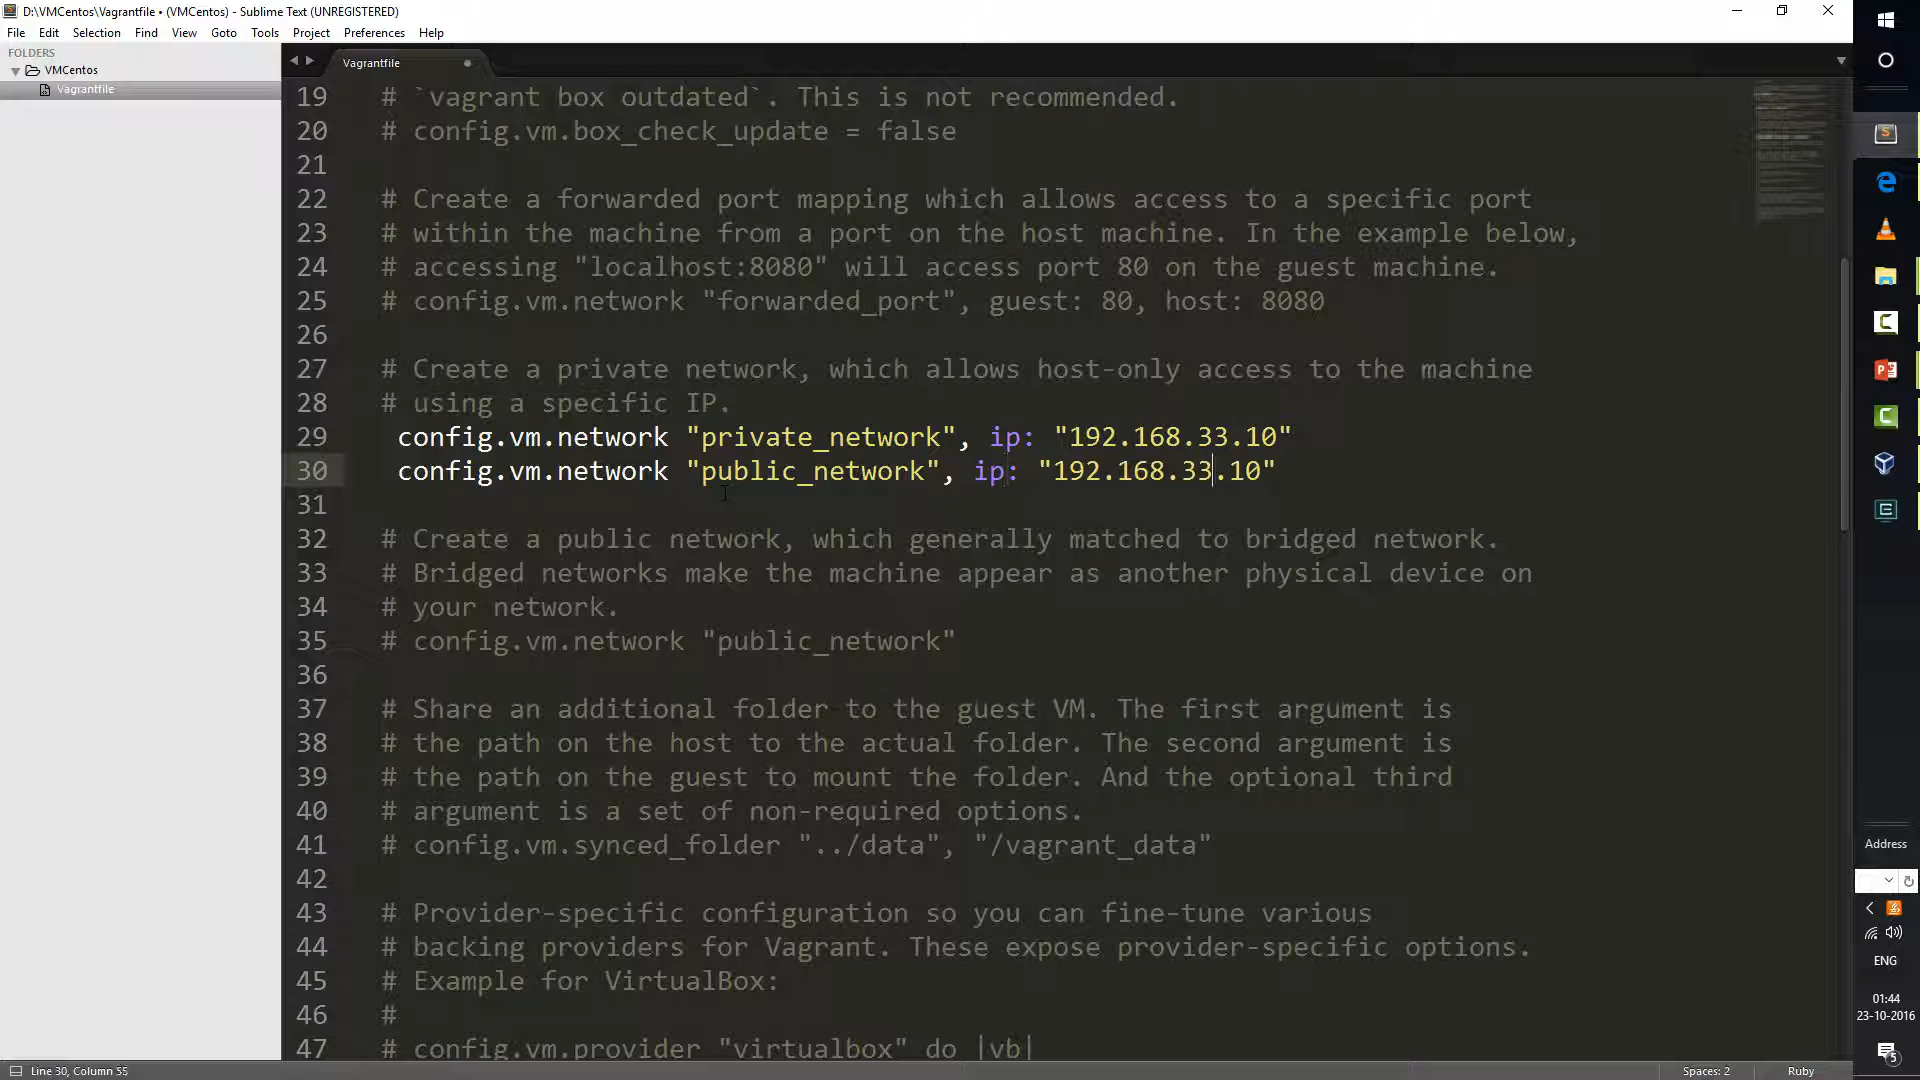 D:\VMCentos\Vagrantfile • (VMCentos) - Sublime Text (UNREGISTERED)
File Edit Selection Find View Goto Tools Project Preferences Help
FOLDERS
VMCentos
Vagrantfile
Vagrantfile
19 # `vagrant box outdated`. This is not recommended.
20 # config.vm.box_check_update = false
21
22 # Create a forwarded port mapping which allows access to a specific port
23 # within the machine from a port on the host machine. In the example below,
24 # accessing "localhost:8080" will access port 80 on the guest machine.
25 # config.vm.network "forwarded_port", guest: 80, host: 8080
26
27 # Create a private network, which allows host-only access to the machine
28 # using a specific IP.
29 config.vm.network "private_network", ip: "192.168.33.10"
30 config.vm.network "public_network", ip: "192.168.33.10"
31
32 # Create a public network, which generally matched to bridged network.
33 # Bridged networks make the machine appear as another physical device on
34 # your network.
35 # config.vm.network "public_network"
36
37 # Share an additional folder to the guest VM. The first argument is
38 # the path on the host to the actual folder. The second argument is
39 # the path on the guest to mount the folder. And the optional third
40 # argument is a set of non-required options.
41 # config.vm.synced_folder "../data", "/vagrant_data"
42
43 # Provider-specific configuration so you can fine-tune various
44 # backing providers for Vagrant. These expose provider-specific options.
45 # Example for VirtualBox:
46 #
47 # config.vm.provider "virtualbox" do |vb|
Line 30, Column 55
Spaces: 2
Ruby
Address
ENG
01:44
23-10-2016
5